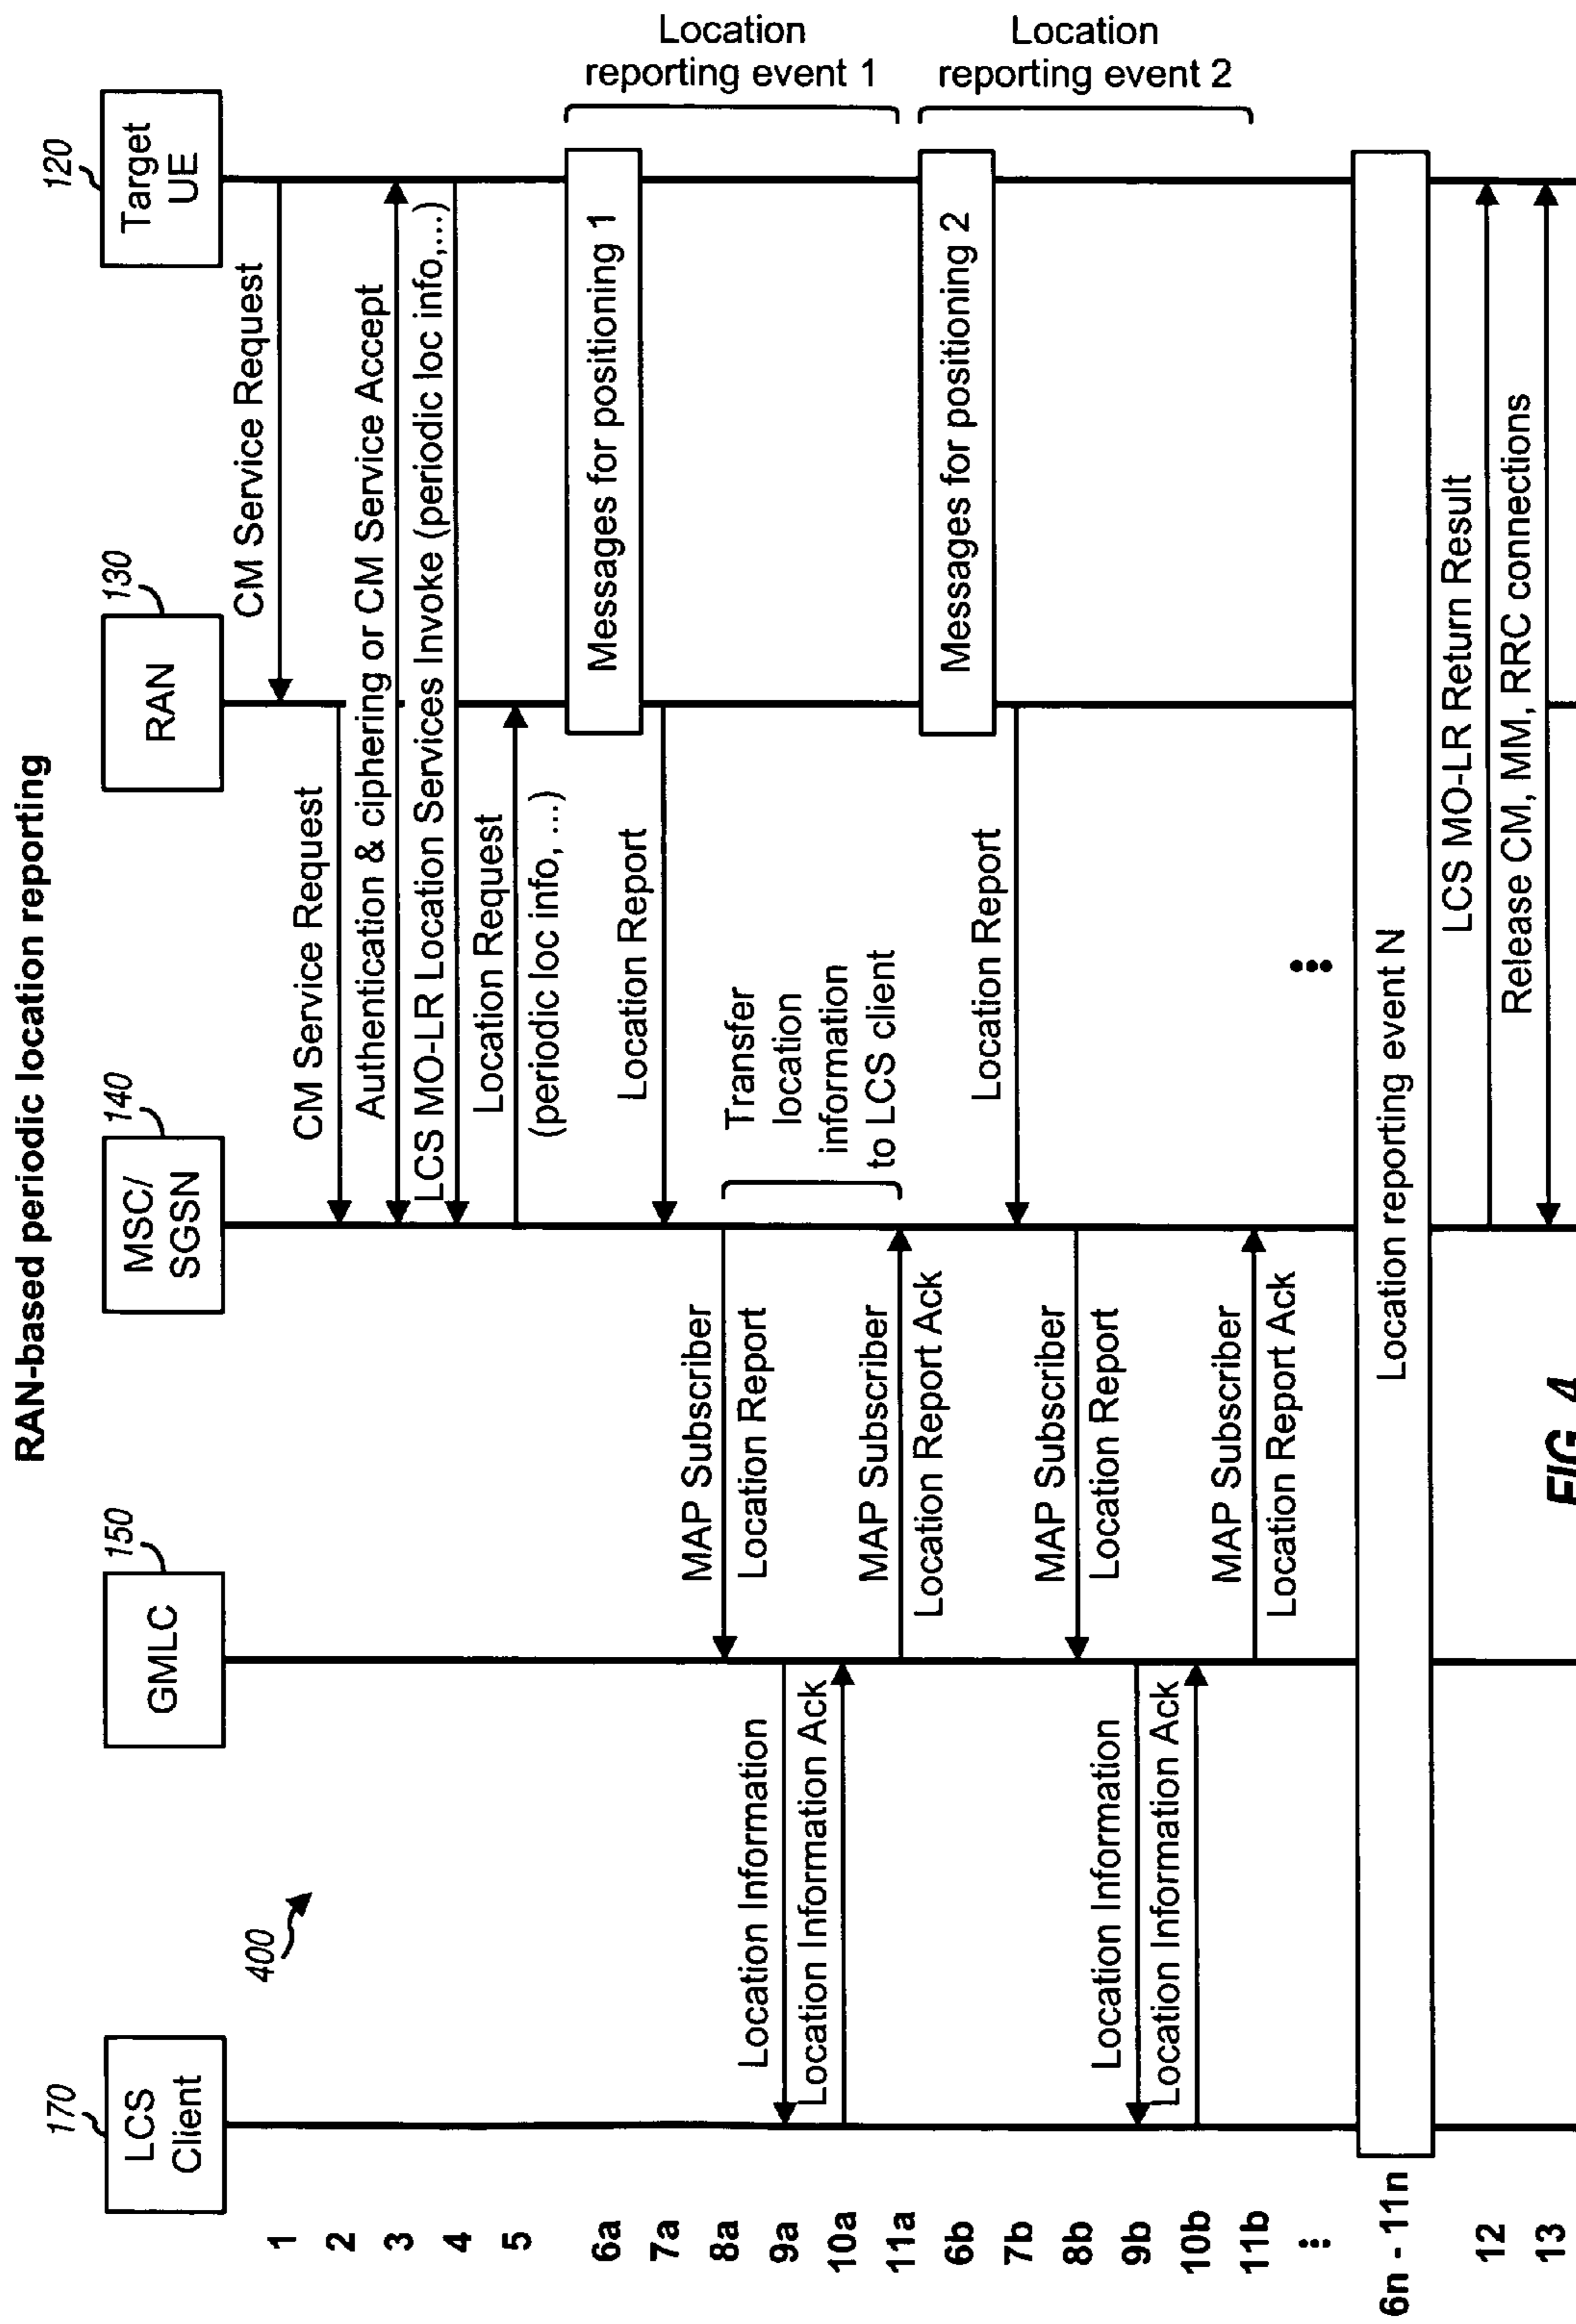 RAN-based periodic location reporting
170
LCS
Client
150
GMLC
140
MSC/
SGSN
130
RAN
120
Target
UE
400
1
CM Service Request
2
CM Service Request
3
Authentication & ciphering or CM Service Accept
4
LCS MO-LR Location Services Invoke (periodic loc info,...)
5
Location Request
(periodic loc info, ...)
Location
reporting event 1
6a
Messages for positioning 1
7a
Location Report
8a
MAP Subscriber
Location Report
Transfer
location
information
to LCS client
9a
Location Information
10a
Location Information Ack
11a
MAP Subscriber
Location Report Ack
Location
reporting event 2
6b
Messages for positioning 2
7b
Location Report
8b
MAP Subscriber
Location Report
9b
Location Information
10b
Location Information Ack
11b
MAP Subscriber
Location Report Ack
6n - 11n
Location reporting event N
12
LCS MO-LR Return Result
13
Release CM, MM, RRC connections
FIG. 4